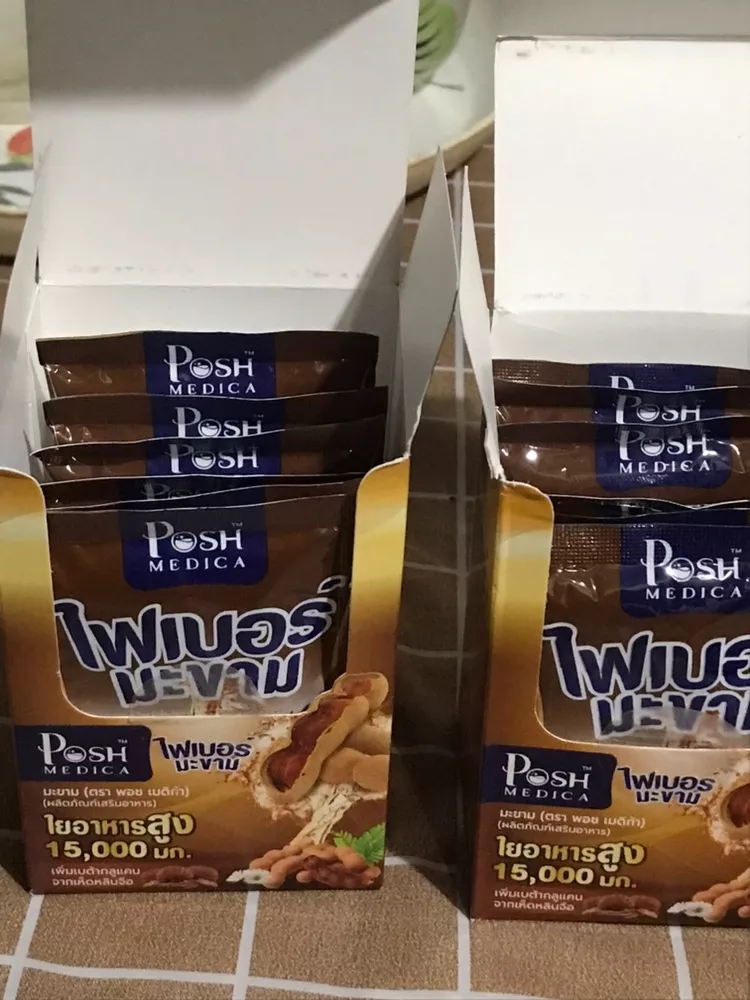 POSH™
MEDICA
POSH
POSH
POSH™
MEDICA
ไฟเบอร์
มะขาม
POSH™
MEDICA
ไฟเบอร์
มะขาม
มะขาม (ตรา พอช เมดิก้า)
(ผลิตภัณฑ์เสริมอาหาร)
ใยอาหารสูง
15,000 มก.
เพิ่มเบต้ากลูแคน
จากเห็ดหลินจือ
POSH
POSH
MEDICA
POSH
MEDICA
ไฟเบอ
มะขา
POSH
MEDICA
ไฟเบอร์
มะขาม
มะขาม (ตรา พอช เมดิก้า)
(ผลิตภัณฑ์เสริมอาหาร)
ใยอาหารสูง
15,000 มก.
เพิ่มเบต้ากลูแคน
จากเห็ดหลินจือ